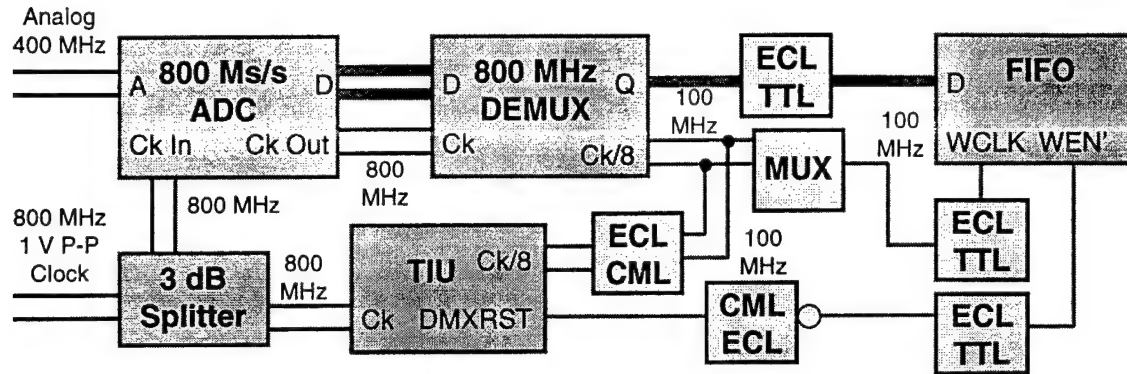 Analog
400 MHz
A
800 Ms/s
ADC
D
Ck In
Ck Out
800 MHz
D
800 MHz
DEMUX
Q
Ck
Ck/8
800
MHz
100
MHz
ECL
TTL
D
FIFO
WCLK
WEN'
100
MHz
MUX
800 MHz
1 V P-P
Clock
3 dB
Splitter
800
MHz
TIU
Ck/8
Ck
DMXRST
ECL
CML
100
MHz
CML
ECL
ECL
TTL
ECL
TTL